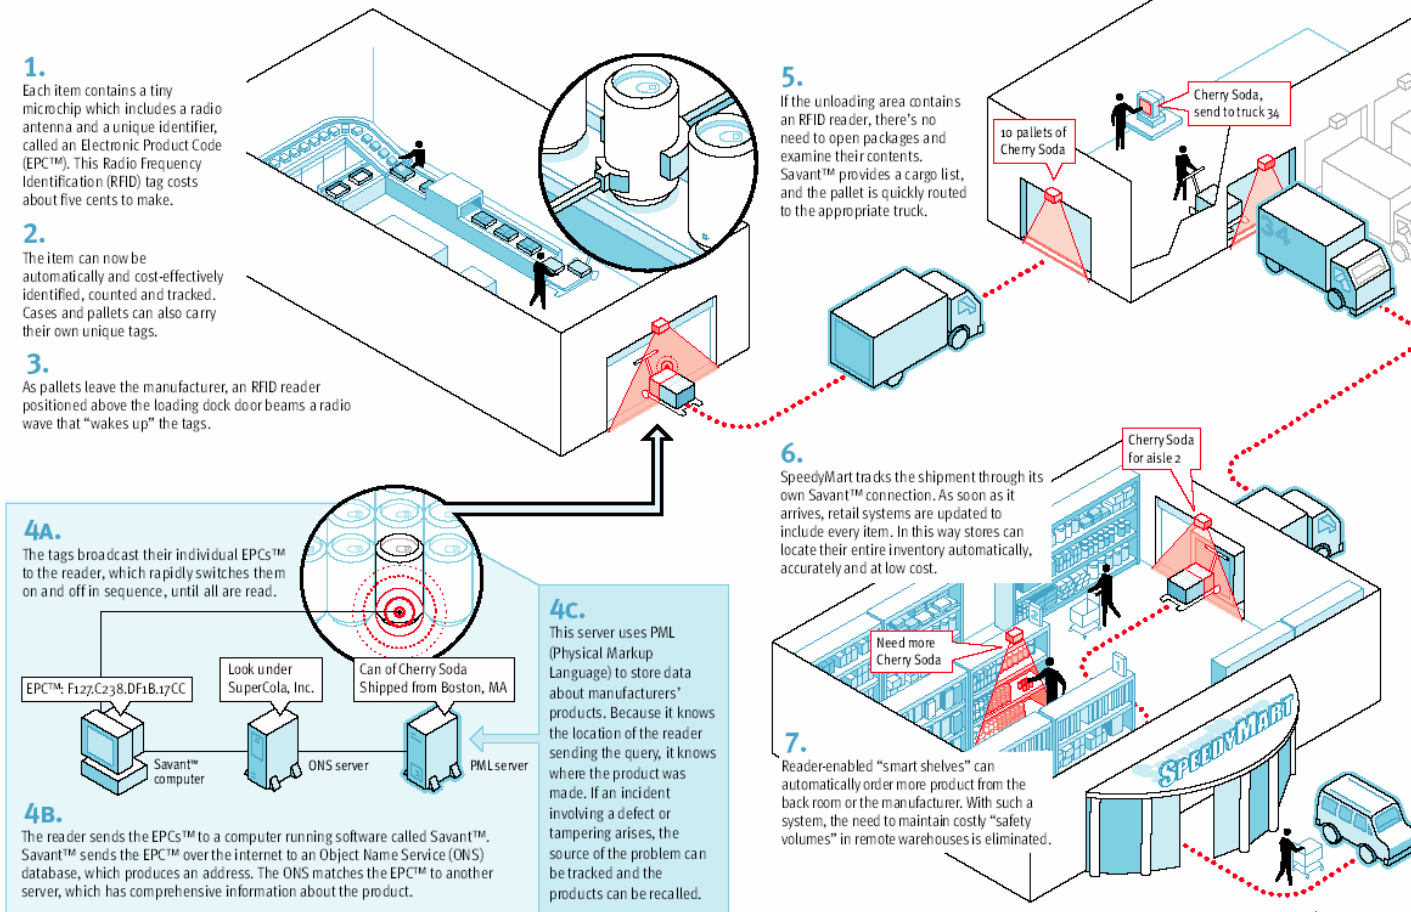 1.
Each item contains a tiny
microchip which includes a radio
antenna and a unique identifier,
called an Electronic Product Code
(EPC™). This Radio Frequency
Identification (RFID) tag costs
about five cents to make.
2.
The item can now be
automatically and cost-effectively
identified, counted and tracked.
Cases and pallets can also carry
their own unique tags.
3.
As pallets leave the manufacturer, an RFID reader
positioned above the loading dock door beams a radio
wave that “wakes up” the tags.
4A.
The tags broadcast their individual EPCs™
to the reader, which rapidly switches them
on and off in sequence, until all are read.
EPC™: F127.C238.DF1B.17CC
Look under
SuperCola, Inc.
Can of Cherry Soda
Shipped from Boston, MA
Savant™
computer
ONS server
PML server
4B.
The reader sends the EPCs™ to a computer running software called Savant™.
Savant™ sends the EPC™ over the internet to an Object Name Service (ONS)
database, which produces an address. The ONS matches the EPC™ to another
server, which has comprehensive information about the product.
4C.
This server uses PML
(Physical Markup
Language) to store data
about manufacturers’
products. Because it knows
the location of the reader
sending the query, it knows
where the product was
made. If an incident
involving a defect or
tampering arises, the
source of the problem can
be tracked and the
products can be recalled.
5.
If the unloading area contains
an RFID reader, there’s no
need to open packages and
examine their contents.
Savant™ provides a cargo list,
and the pallet is quickly routed
to the appropriate truck.
10 pallets of
Cherry Soda
Cherry Soda,
send to truck 34
34
6.
SpeedyMart tracks the shipment through its
own Savant™ connection. As soon as it
arrives, retail systems are updated to
include every item. In this way stores can
locate their entire inventory automatically,
accurately and at low cost.
Cherry Soda
for aisle 2
Need more
Cherry Soda
7.
Reader-enabled “smart shelves” can
automatically order more product from the
back room or the manufacturer. With such a
system, the need to maintain costly “safety
volumes” in remote warehouses is eliminated.
SPEEDYMART